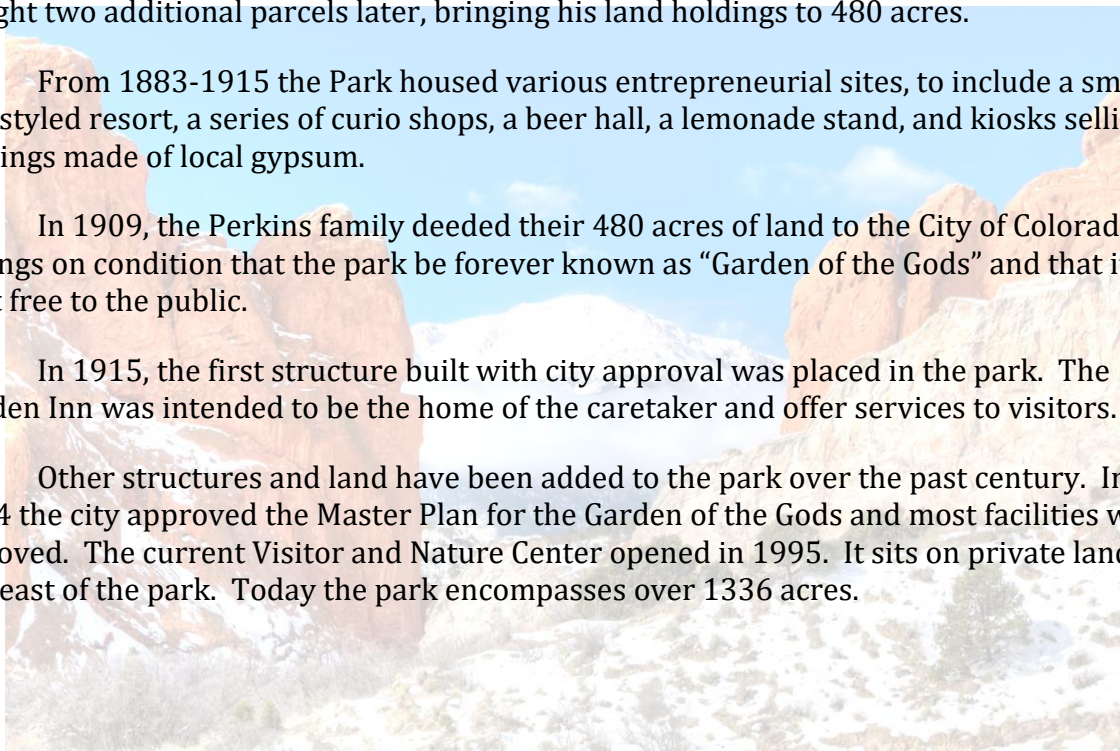 ght two additional parcels later, bringing his land holdings to 480 acres.
From 1883-1915 the Park housed various entrepreneurial sites, to include a sm
styled resort, a series of curio shops, a beer hall, a lemonade stand, and kiosks selli
ings made of local gypsum.
In 1909, the Perkins family deeded their 480 acres of land to the City of Colorad
ngs on condition that the park be forever known as “Garden of the Gods” and that i
t free to the public.
In 1915, the first structure built with city approval was placed in the park.  The
den Inn was intended to be the home of the caretaker and offer services to visitors.
Other structures and land have been added to the park over the past century.  In
4 the city approved the Master Plan for the Garden of the Gods and most facilities w
oved.  The current Visitor and Nature Center opened in 1995.  It sits on private land
east of the park.  Today the park encompasses over 1336 acres.